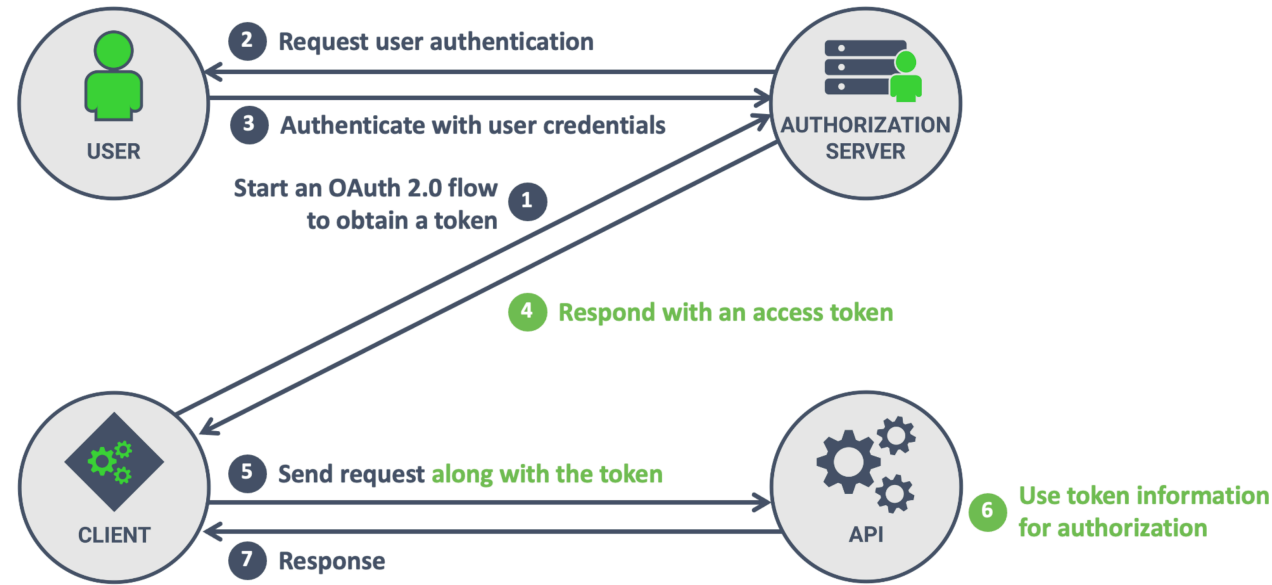 2 Request user authentication
3 Authenticate with user credentials
USER
AUTHORIZATION
SERVER
Start an OAuth 2.0 flow
to obtain a token
1
4 Respond with an access token
5 Send request along with the token
CLIENT
API
6
Use token information
for authorization
7 Response